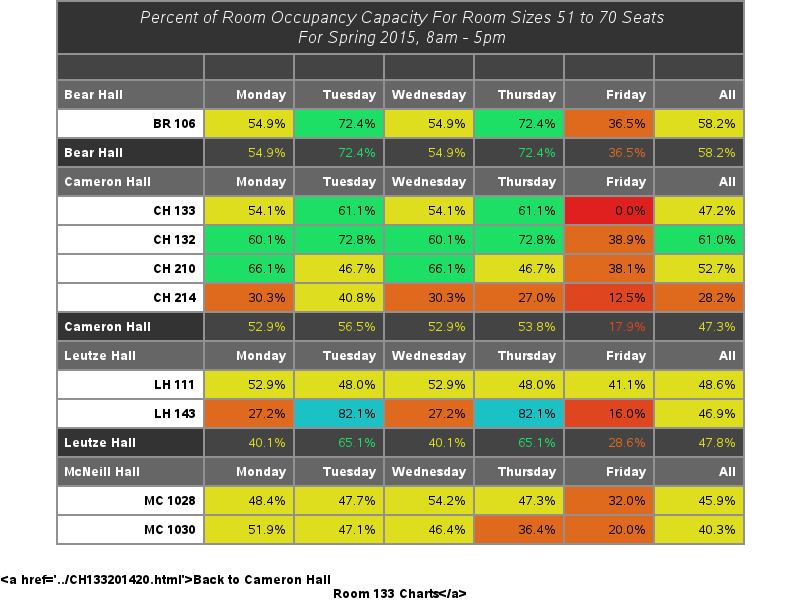 Percent of Room Occupancy Capacity For Room Sizes 51 to 70 Seats
For Spring 2015, 8am - 5pm
Bear Hall Monday Tuesday Wednesday Thursday Friday All
BR 106 54.9% 72.4% 54.9% 72.4% 36.5% 58.2%
Bear Hall 54.9% 72.4% 54.9% 72.4% 36.5% 58.2%
Cameron Hall Monday Tuesday Wednesday Thursday Friday All
CH 133 54.1% 61.1% 54.1% 61.1% 0.0% 47.2%
CH 132 60.1% 72.8% 60.1% 72.8% 38.9% 61.0%
CH 210 66.1% 46.7% 66.1% 46.7% 38.1% 52.7%
CH 214 30.3% 40.8% 30.3% 27.0% 12.5% 28.2%
Cameron Hall 52.9% 56.5% 52.9% 53.8% 17.9% 47.3%
Leutze Hall Monday Tuesday Wednesday Thursday Friday All
LH 111 52.9% 48.0% 52.9% 48.0% 41.1% 48.6%
LH 143 27.2% 82.1% 27.2% 82.1% 16.0% 46.9%
Leutze Hall 40.1% 65.1% 40.1% 65.1% 28.6% 47.8%
McNeill Hall Monday Tuesday Wednesday Thursday Friday All
MC 1028 48.4% 47.7% 54.2% 47.3% 32.0% 45.9%
MC 1030 51.9% 47.1% 46.4% 36.4% 20.0% 40.3%
<a href='../CH133201420.html'>Back to Cameron Hall
Room 133 Charts</a>